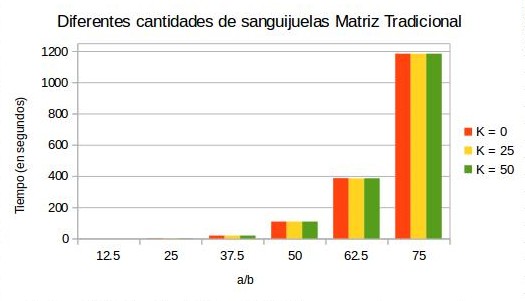 Diferentes cantidades de sanguijuelas Matriz Tradicional
1200
1000
800
600
400
200
0
Tiempo (en segundos)
12.5 25 37.5 50 62.5 75
a/b
K = 0
K = 25
K = 50